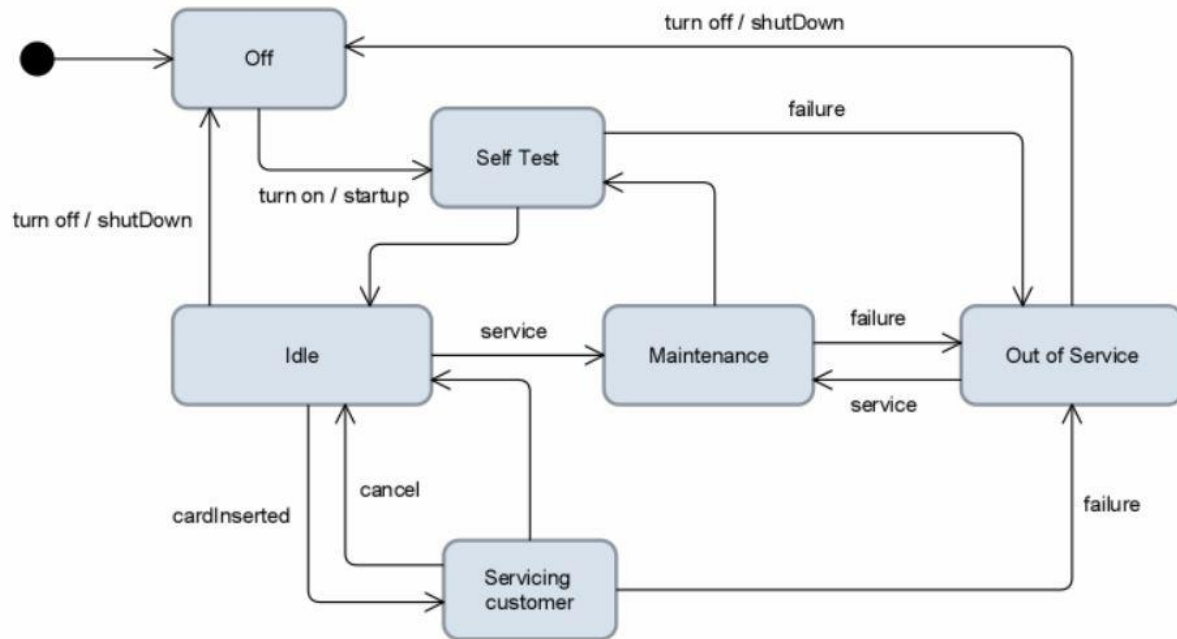 turn off / shutDown
Off
failure
Self Test
turn on / startup
turn off / shutDown
service
failure
Idle
Maintenance
Out of Service
service
cancel
cardInserted
failure
Servicing
customer